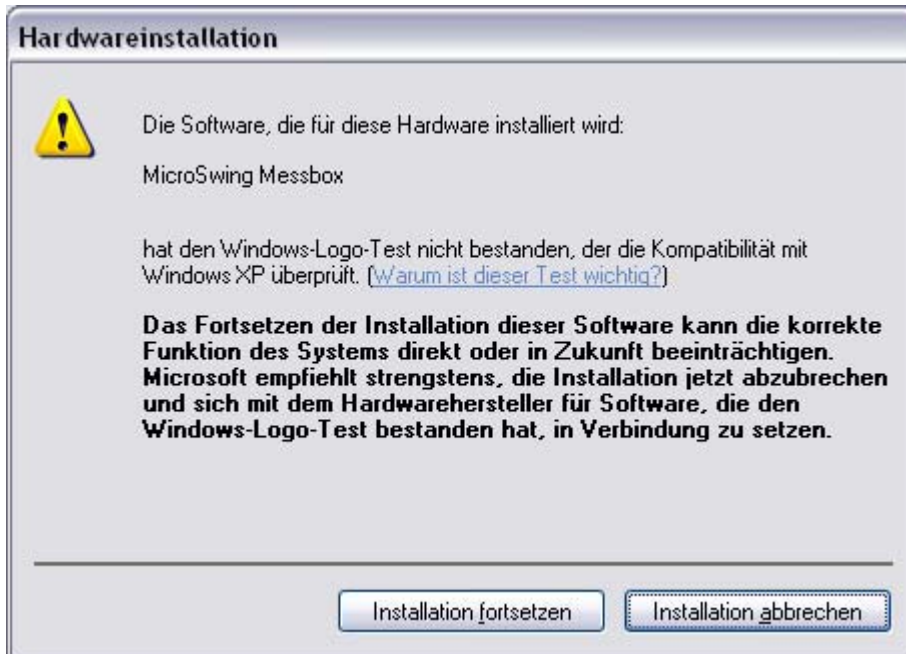 Hardwareinstallation
Die Software, die für diese Hardware installiert wird:
MicroSwing Messbox
hat den Windows-Logo-Test nicht bestanden, der die Kompatibilität mit
Windows XP überprüft. (Warum ist dieser Test wichtig?)
Das Fortsetzen der Installation dieser Software kann die korrekte
Funktion des Systems direkt oder in Zukunft beeinträchtigen.
Microsoft empfiehlt strengstens, die Installation jetzt abzubrechen
und sich mit dem Hardwarehersteller für Software, die den
Windows-Logo-Test bestanden hat, in Verbindung zu setzen.
Installation fortsetzen
Installation abbrechen